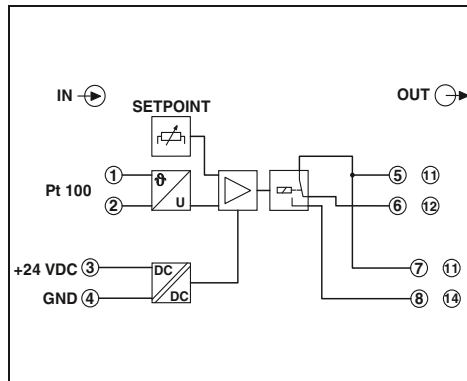 IN OUT
SETPOINT
Pt 100 1 ϑ 5 11
2 U 6 12
+24 VDC 3 DC 7 11
GND 4 DC 8 14